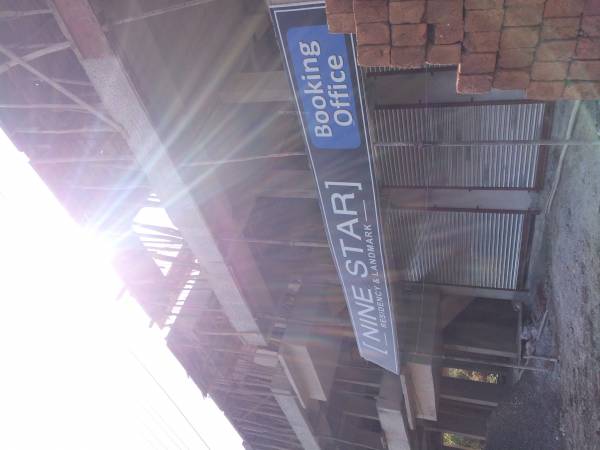 [ NINE STAR ]
RESIDENCY & LANDMARK
Booking
Office